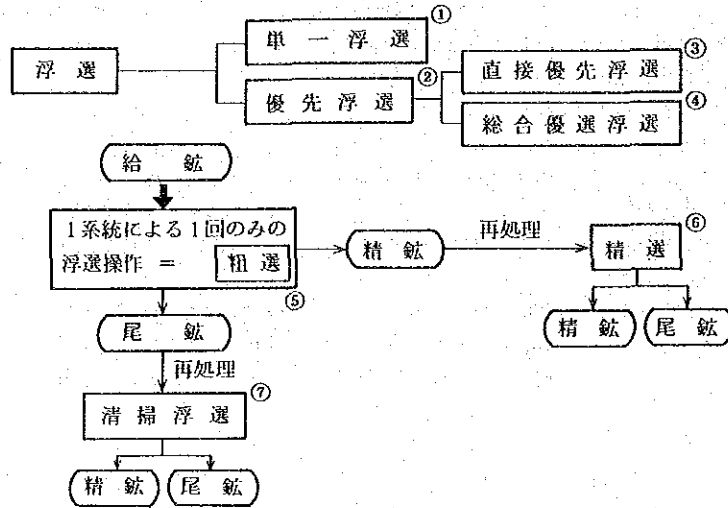 ①
単一浮選
浮選
②
優先浮選
③
直接優先浮選
④
総合優選浮選
給鉱
1系統による1回のみの
浮選操作 = 粗選
⑤
精鉱
再処理
⑥
精選
精鉱
尾鉱
尾鉱
再処理
⑦
清掃浮選
精鉱
尾鉱